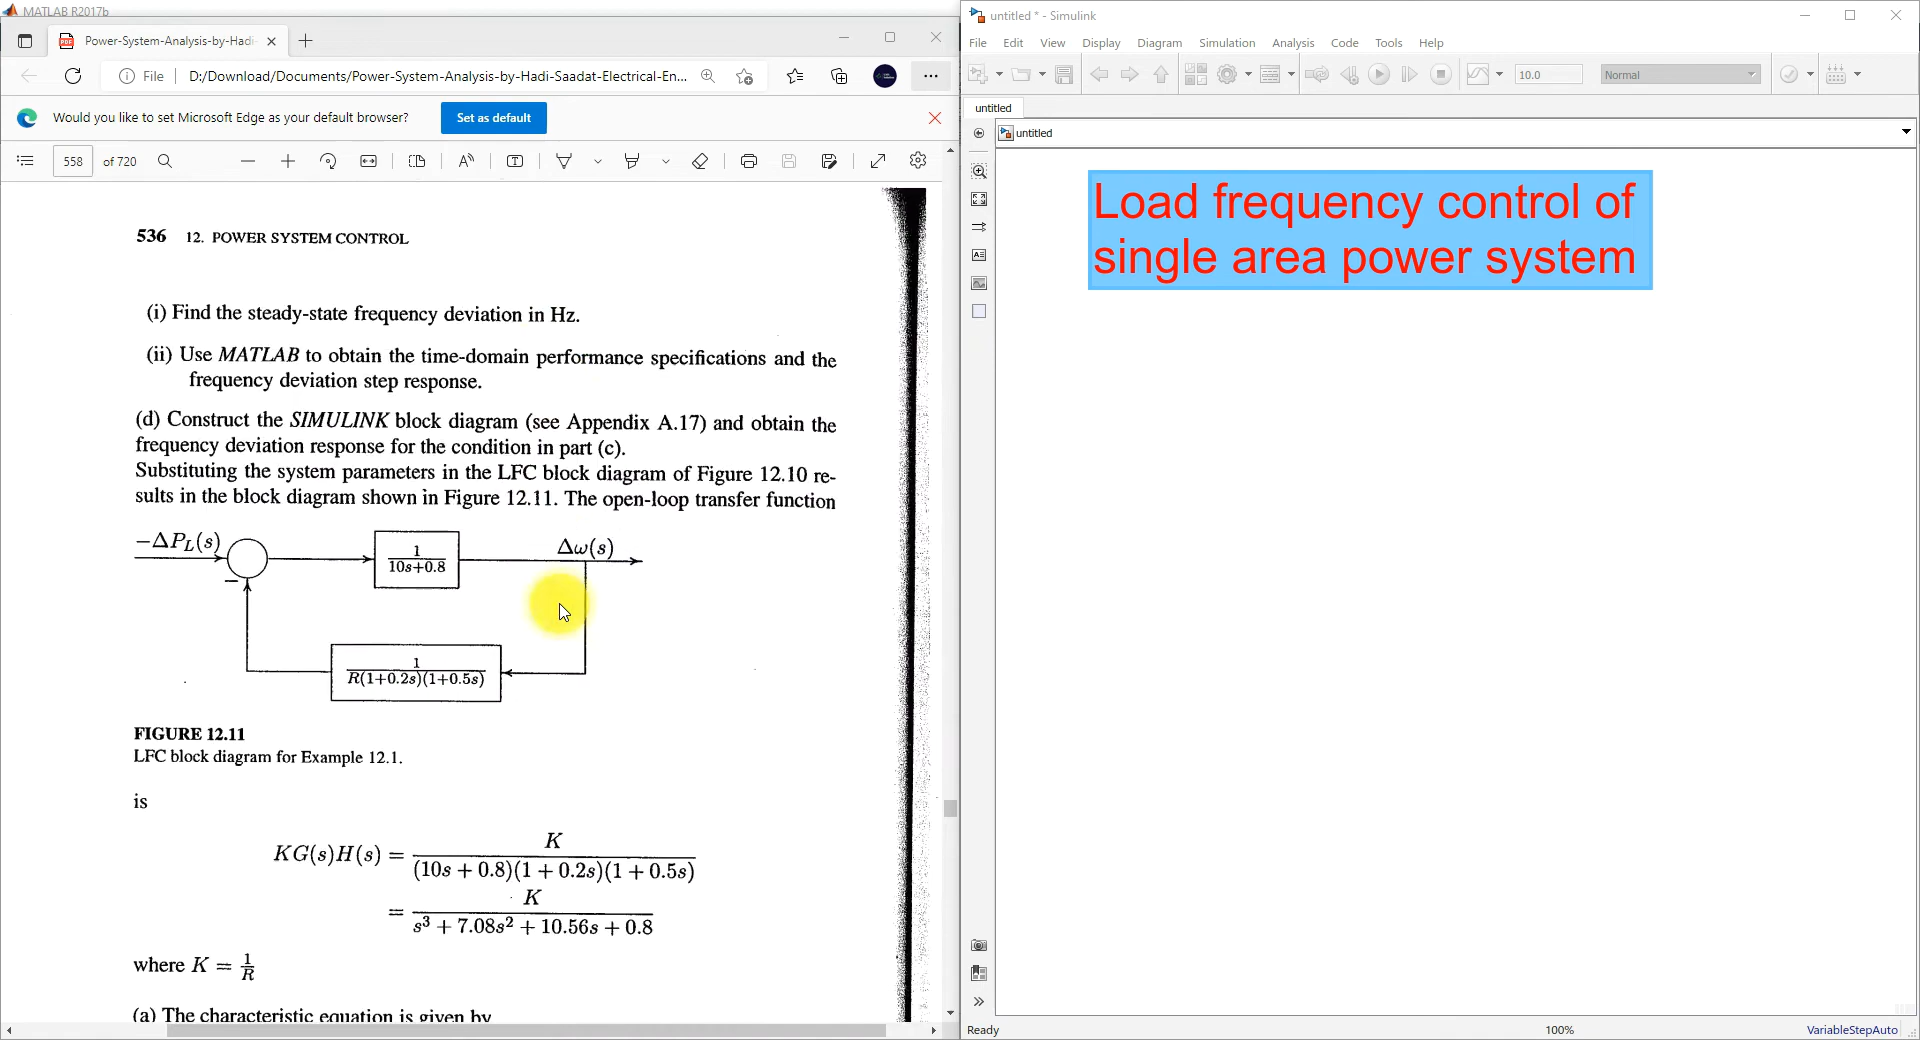 MATLAB R2017b
Power-System-Analysis-by-Hadi-
File D:/Download/Documents/Power-System-Analysis-by-Hadi-Saadat-Electrical-En...
Would you like to set Microsoft Edge as your default browser? Set as default
558 of 720
536 12. POWER SYSTEM CONTROL
(i) Find the steady-state frequency deviation in Hz.
(ii) Use MATLAB to obtain the time-domain performance specifications and the
frequency deviation step response.
(d) Construct the SIMULINK block diagram (see Appendix A.17) and obtain the
frequency deviation response for the condition in part (c).
Substituting the system parameters in the LFC block diagram of Figure 12.10 re-
sults in the block diagram shown in Figure 12.11. The open-loop transfer function
−ΔP_L(s)
1
10s+0.8
Δω(s)
−
1
R(1+0.2s)(1+0.5s)
FIGURE 12.11
LFC block diagram for Example 12.1.
is
K
KG(s)H(s) =
(10s + 0.8)(1 + 0.2s)(1 + 0.5s)
K
=
s³ + 7.08s² + 10.56s + 0.8
where K = 1/R
(a) The characteristic equation is given by
untitled * - Simulink
File Edit View Display Diagram Simulation Analysis Code Tools Help
10.0 Normal
untitled
untitled
Load frequency control of
single area power system
Ready 100% VariableStepAuto